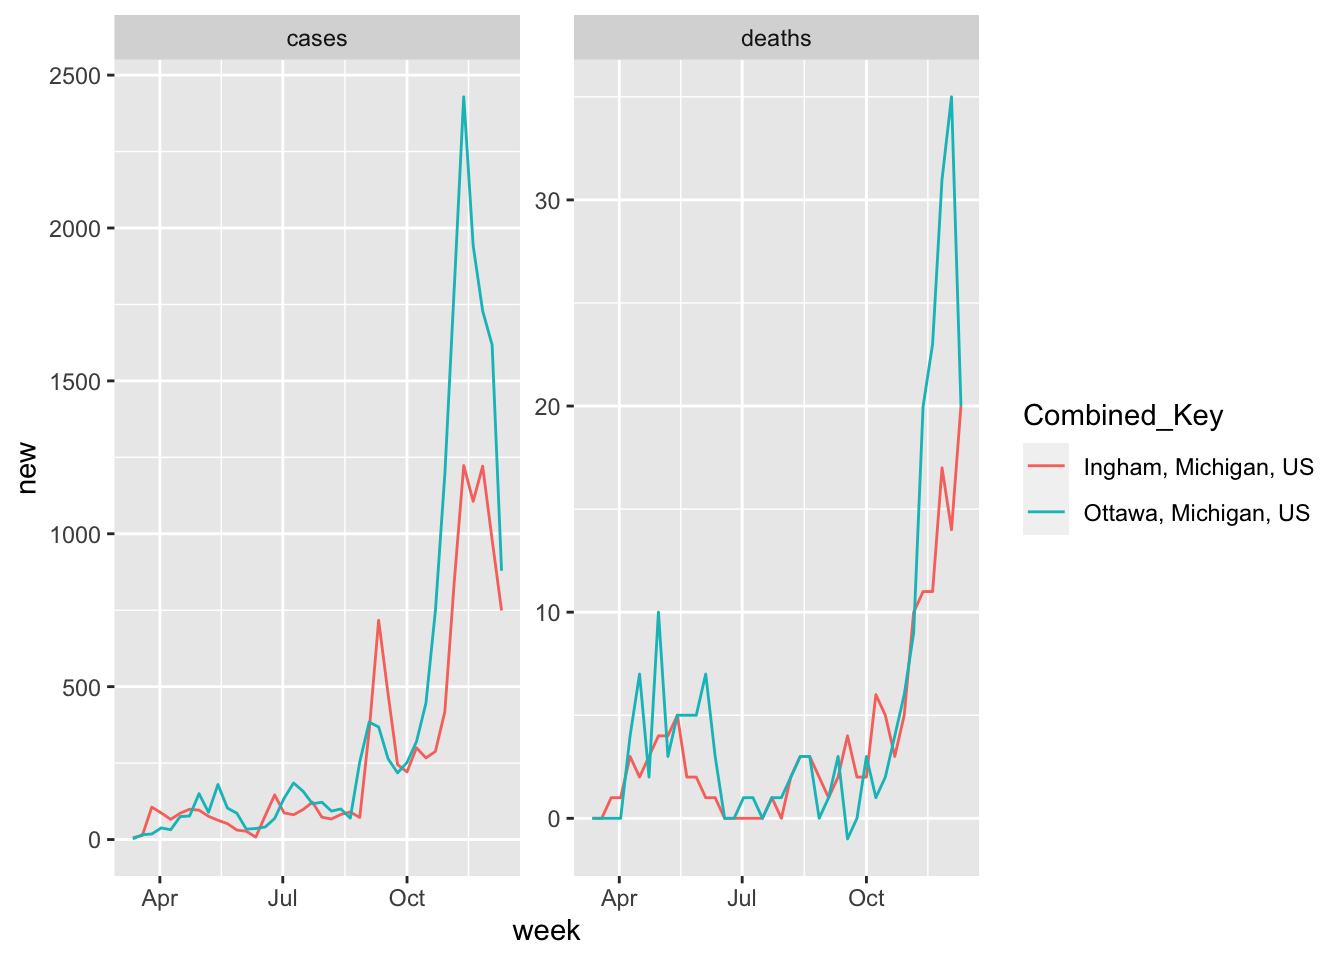 cases
deaths
2500
2000
1500
1000
500
0
30
20
10
0
new
Apr
Jul
Oct
Apr
Jul
Oct
week
Combined_Key
Ingham, Michigan, US
Ottawa, Michigan, US